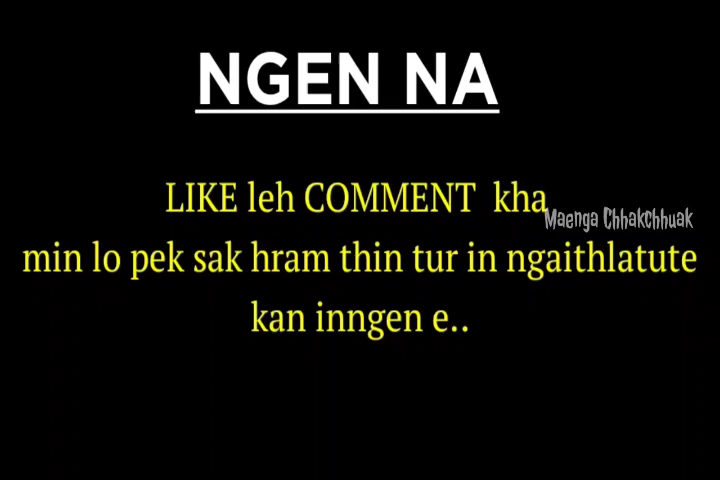 NGEN NA
LIKE leh COMMENT kha
Maenga Chhakchhuak
min lo pek sak hram thin tur in ngaithlatute
kan inngen e..